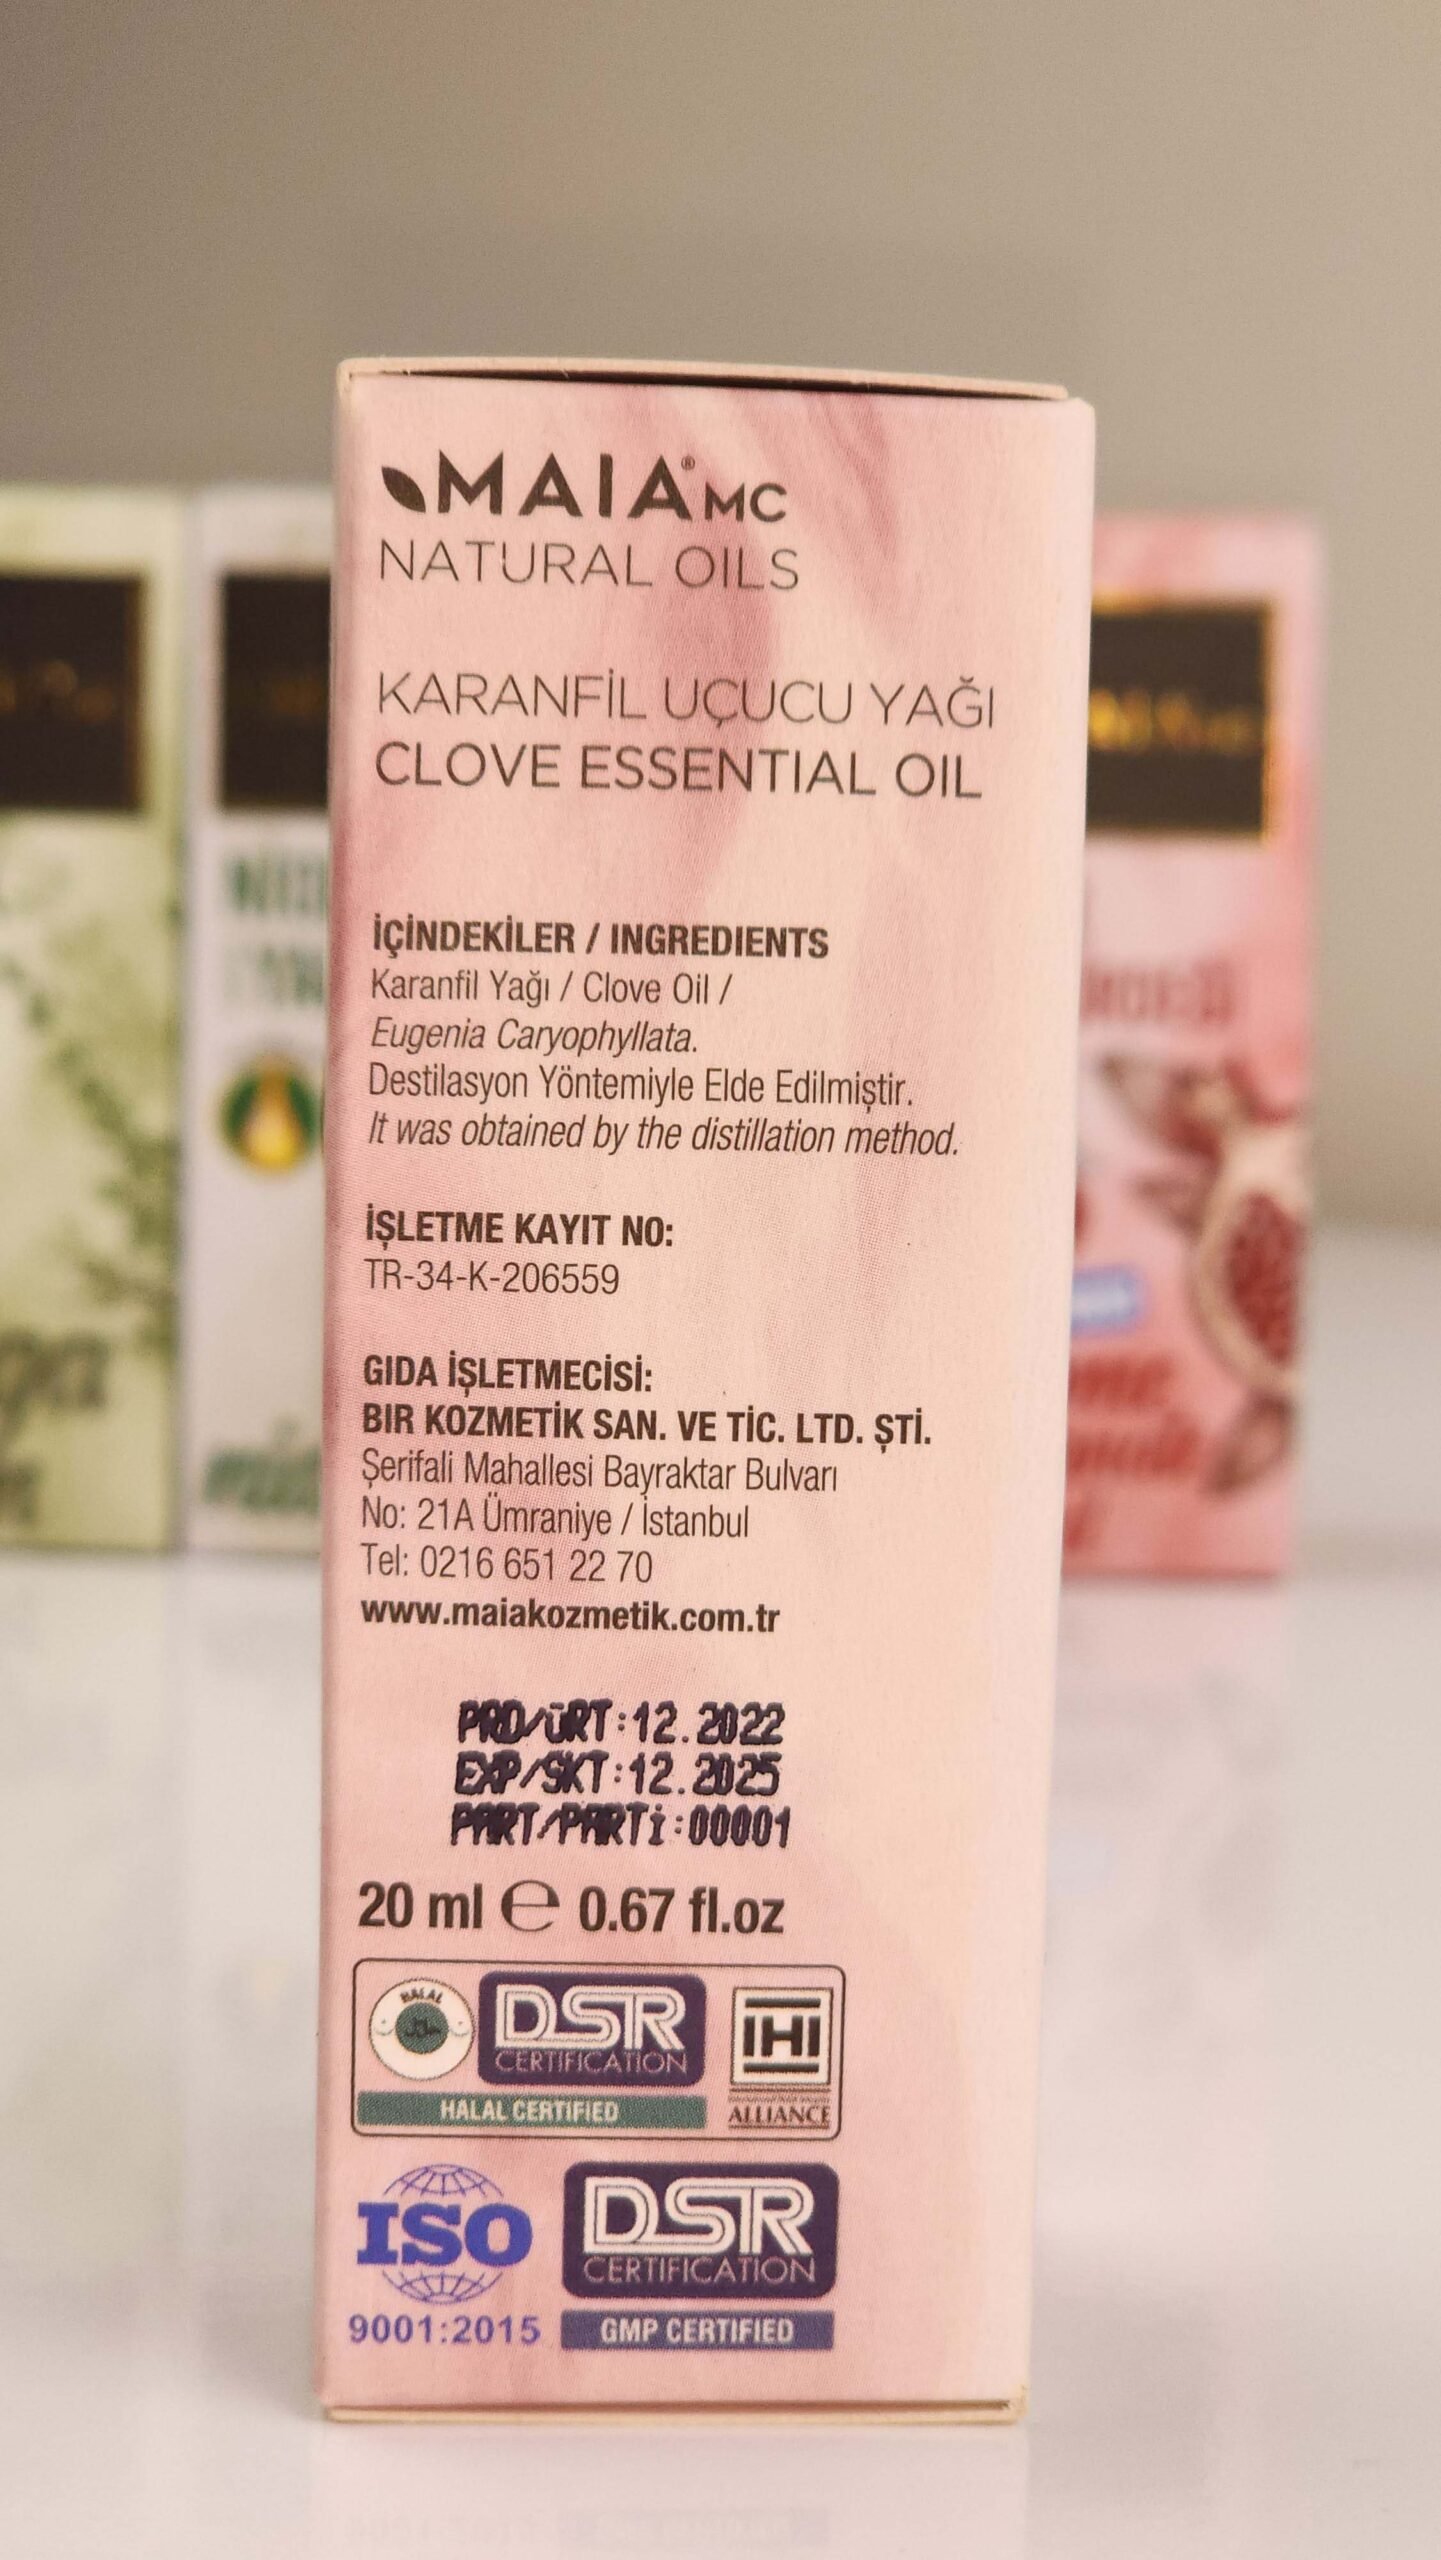 MAIA® MC
NATURAL OILS
KARANFİL UÇUCU YAĞI
CLOVE ESSENTIAL OIL
İÇİNDEKİLER / INGREDIENTS
Karanfil Yağı / Clove Oil /
Eugenia Caryophyllata.
Destilasyon Yöntemiyle Elde Edilmiştir.
It was obtained by the distillation method.
İŞLETME KAYIT NO:
TR-34-K-206559
GIDA İŞLETMECİSİ:
BIR KOZMETİK SAN. VE TİC. LTD. ŞTİ.
Şerifali Mahallesi Bayraktar Bulvarı
No: 21A Ümraniye / İstanbul
Tel: 0216 651 22 70
www.maiakozmetik.com.tr
PRD/ÜRT:12.2022
EXP/SKT:12.2025
PART/PARTİ:00001
20 ml ℮ 0.67 fl.oz
HALAL
حلال
DSR
CERTIFICATION
HALAL CERTIFIED
IHI
ALLIANCE
ISO
9001:2015
DSR
CERTIFICATION
GMP CERTIFIED